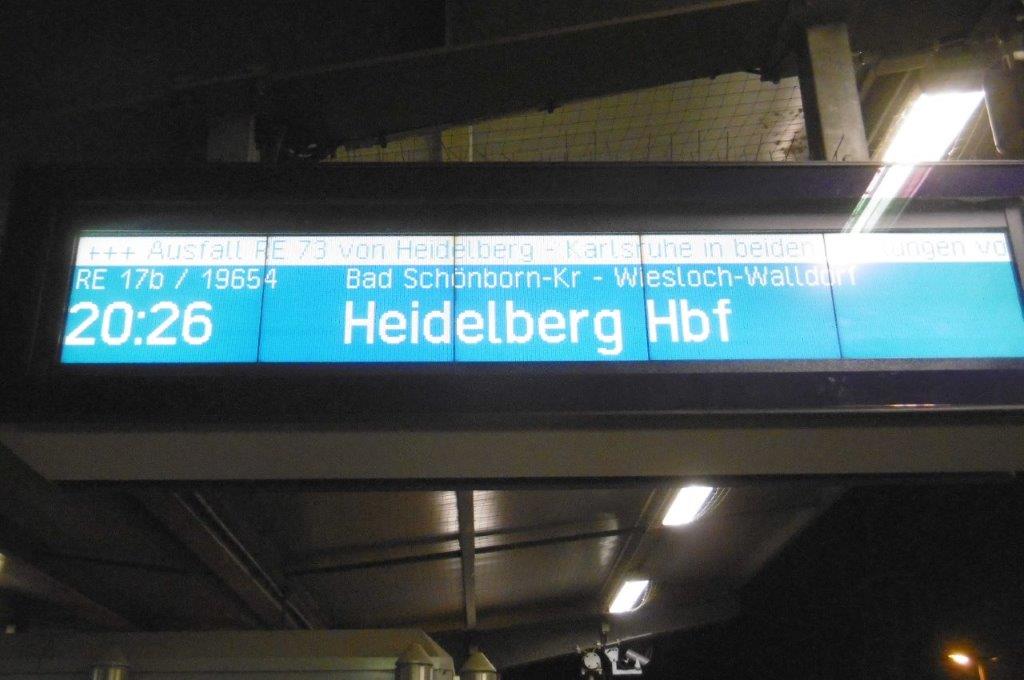 +++ Ausfall RE 73 von Heidelberg - Karlsruhe in beiden
RE 17b / 19654 Bad Schönborn-Kr - Wiesloch-Walldorf
20:26 Heidelberg Hbf